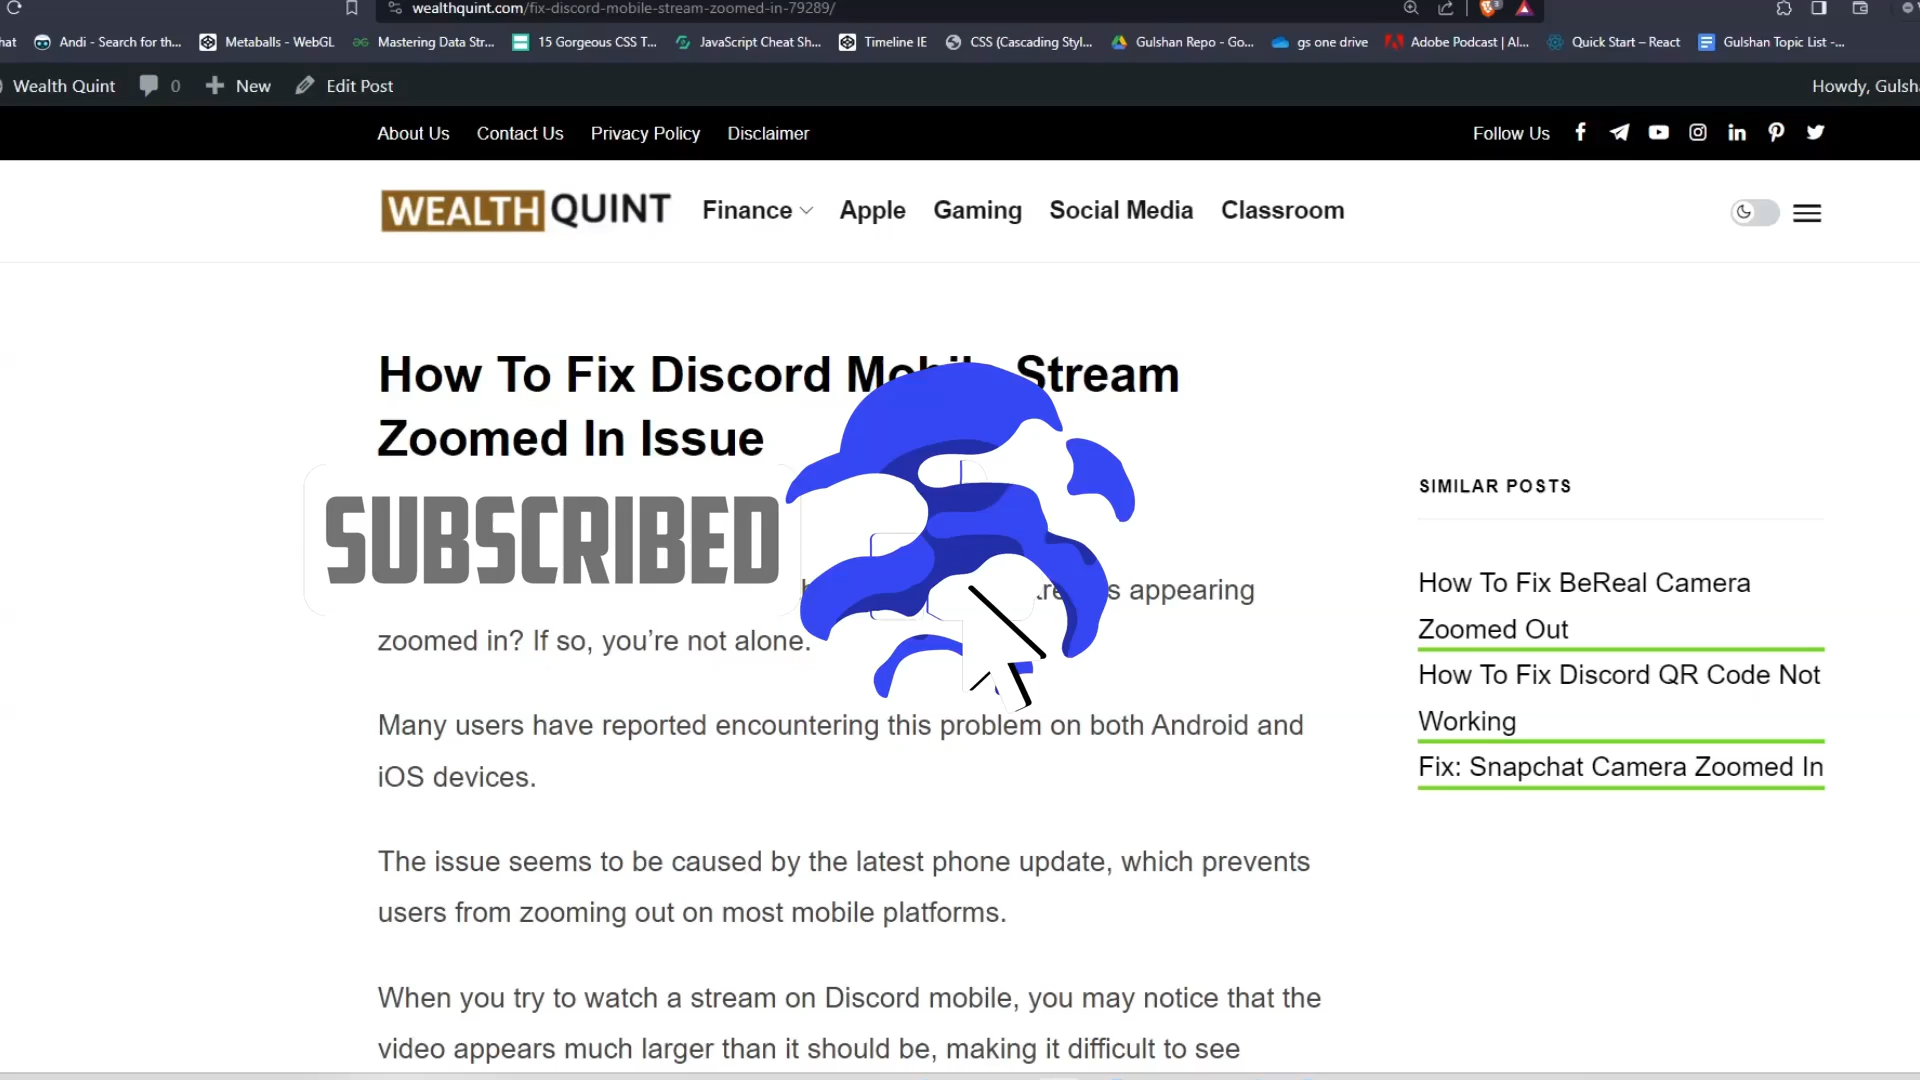 wealthquint.com/fix-discord-mobile-stream-zoomed-in-79289/
hat Andi - Search for th... Metaballs - WebGL Mastering Data Str... 15 Gorgeous CSS T... JavaScript Cheat Sh... Timeline IE CSS (Cascading Styl... Gulshan Repo - Go... gs one drive Adobe Podcast | AI... Quick Start – React Gulshan Topic List -...
Wealth Quint 0 New Edit Post Howdy, Gulsha
About Us Contact Us Privacy Policy Disclaimer Follow Us
WEALTH QUINT Finance Apple Gaming Social Media Classroom
How To Fix Discord Mobile Stream
Zoomed In Issue
SUBSCRIBED
appearing
zoomed in? If so, you’re not alone.
Many users have reported encountering this problem on both Android and
iOS devices.
The issue seems to be caused by the latest phone update, which prevents
users from zooming out on most mobile platforms.
When you try to watch a stream on Discord mobile, you may notice that the
video appears much larger than it should be, making it difficult to see
SIMILAR POSTS
How To Fix BeReal Camera
Zoomed Out
How To Fix Discord QR Code Not
Working
Fix: Snapchat Camera Zoomed In